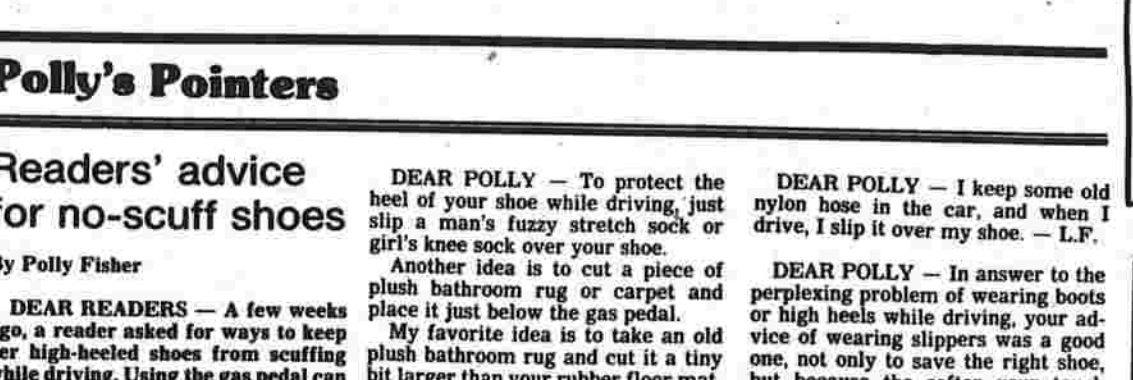 Polly's Pointers
Readers' advice
for no-scuff shoes
By Polly Fisher
DEAR READERS — A few weeks
ago, a reader asked for ways to keep
her high-heeled shoes from scuffing
while driving. Using the gas pedal can
DEAR POLLY — To protect the
heel of your shoe while driving, just
slip a man's fuzzy stretch sock or
girl's knee sock over your shoe.
Another idea is to cut a piece of
plush bathroom rug or carpet and
place it just below the gas pedal.
My favorite idea is to take an old
plush bathroom rug and cut it a tiny
bit larger than your rubber floor mat.
DEAR POLLY — I keep some old
nylon hose in the car, and when I
drive, I slip it over my shoe. — L.F.
DEAR POLLY — In answer to the
perplexing problem of wearing boots
or high heels while driving, your ad-
vice of wearing slippers was a good
one, not only to save the right shoe,
but because the